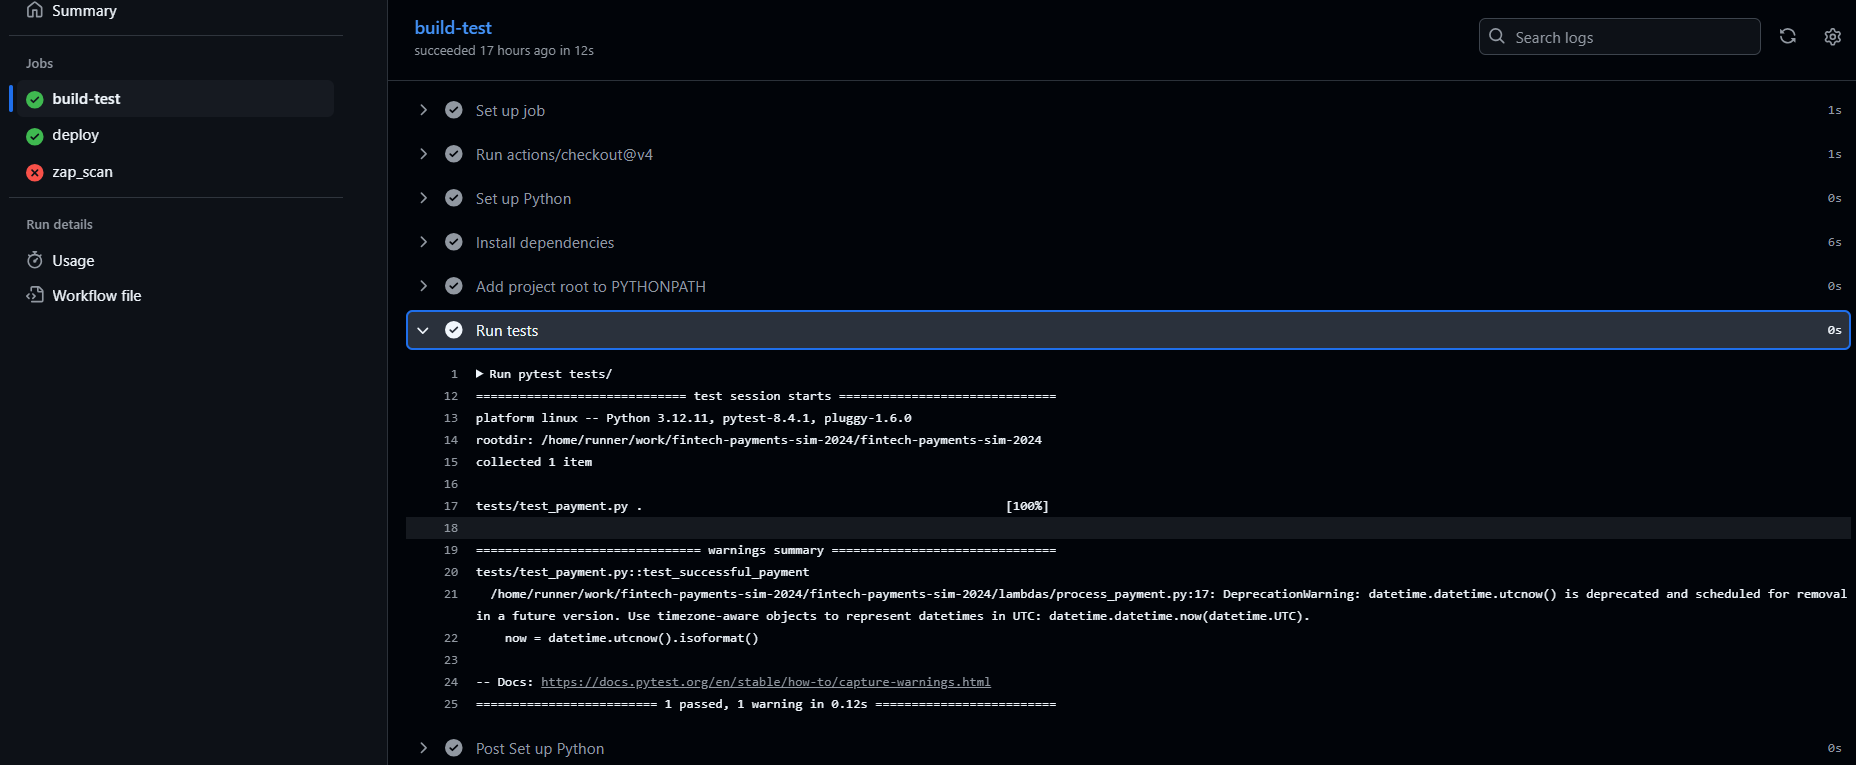 Summary
Jobs
build-test
deploy
zap_scan
Run details
Usage
Workflow file
build-test
succeeded 17 hours ago in 12s
Search logs
Set up job 1s
Run actions/checkout@v4 1s
Set up Python 0s
Install dependencies 6s
Add project root to PYTHONPATH 0s
Run tests 0s
1 Run pytest tests/
12 ============================= test session starts ==============================
13 platform linux -- Python 3.12.11, pytest-8.4.1, pluggy-1.6.0
14 rootdir: /home/runner/work/fintech-payments-sim-2024/fintech-payments-sim-2024
15 collected 1 item
16
17 tests/test_payment.py . [100%]
18
19 =============================== warnings summary ===============================
20 tests/test_payment.py::test_successful_payment
21 /home/runner/work/fintech-payments-sim-2024/fintech-payments-sim-2024/lambdas/process_payment.py:17: DeprecationWarning: datetime.datetime.utcnow() is deprecated and scheduled for removal
in a future version. Use timezone-aware objects to represent datetimes in UTC: datetime.datetime.now(datetime.UTC).
22 now = datetime.utcnow().isoformat()
23
24 -- Docs: https://docs.pytest.org/en/stable/how-to/capture-warnings.html
25 ========================= 1 passed, 1 warning in 0.12s =========================
Post Set up Python 0s